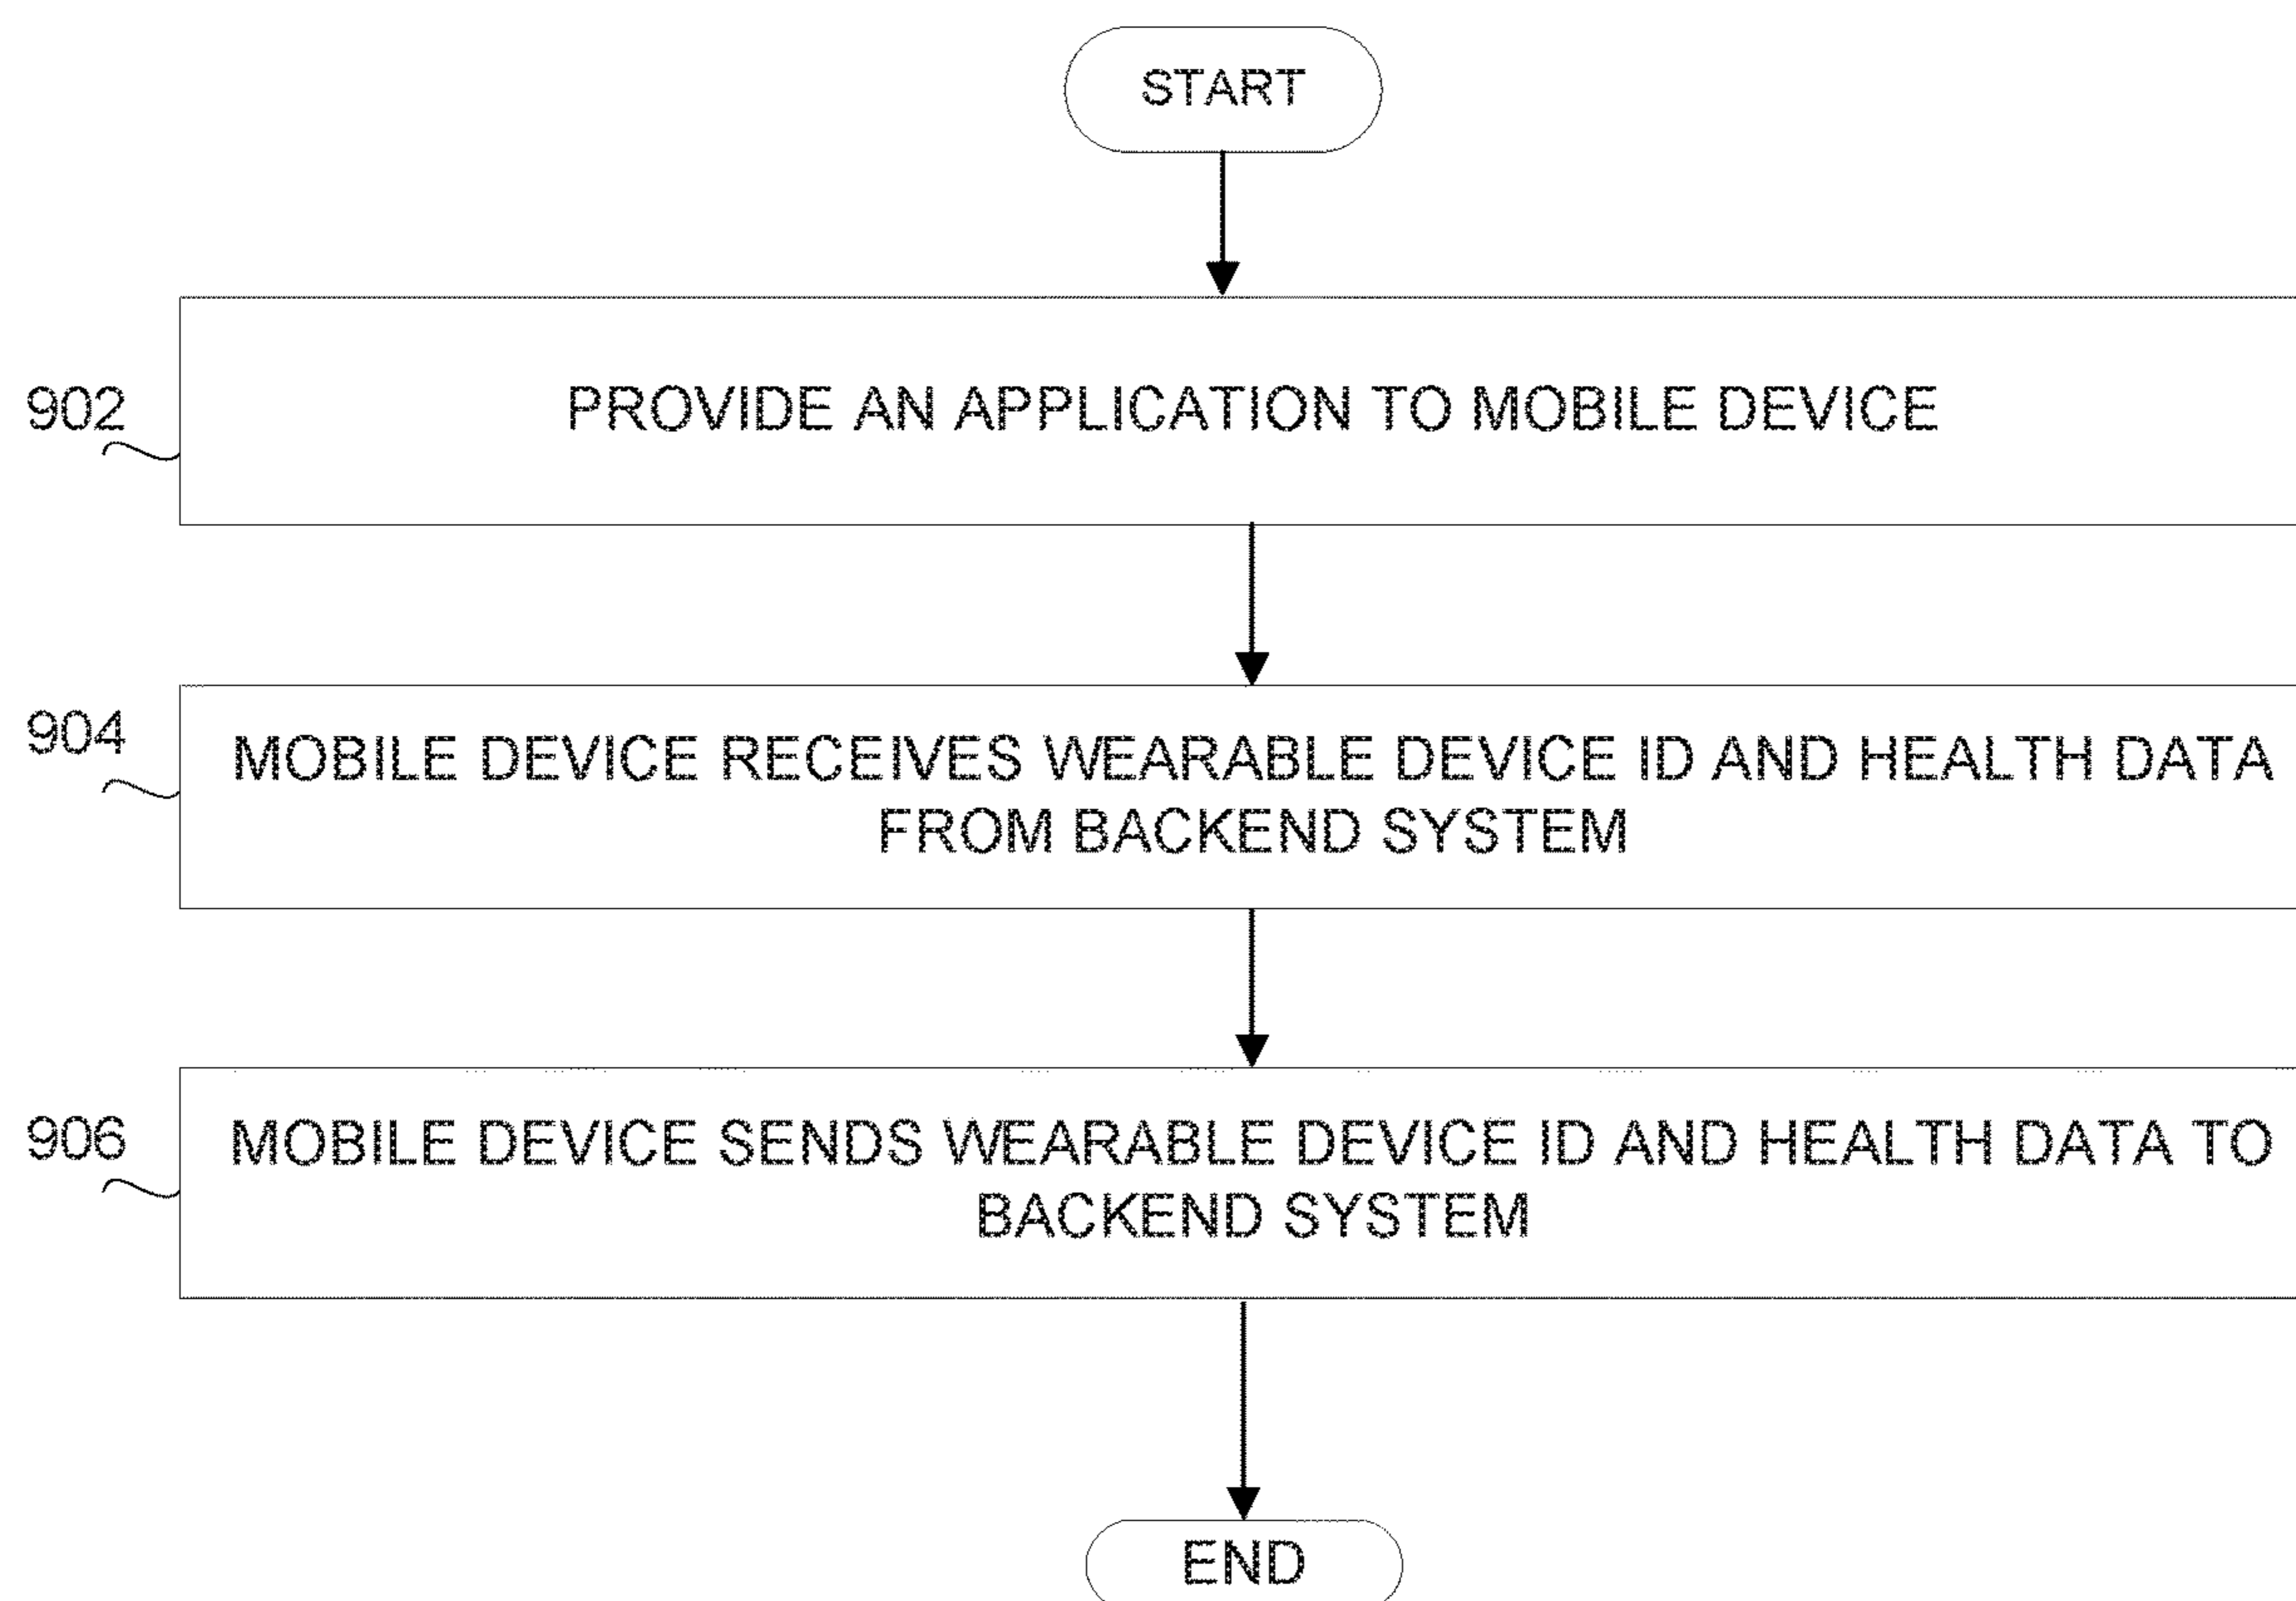 START
902
PROVIDE AN APPLICATION TO MOBILE DEVICE
904
MOBILE DEVICE RECEIVES WEARABLE DEVICE ID AND HEALTH DATA
FROM BACKEND SYSTEM
906
MOBILE DEVICE SENDS WEARABLE DEVICE ID AND HEALTH DATA TO
BACKEND SYSTEM
END